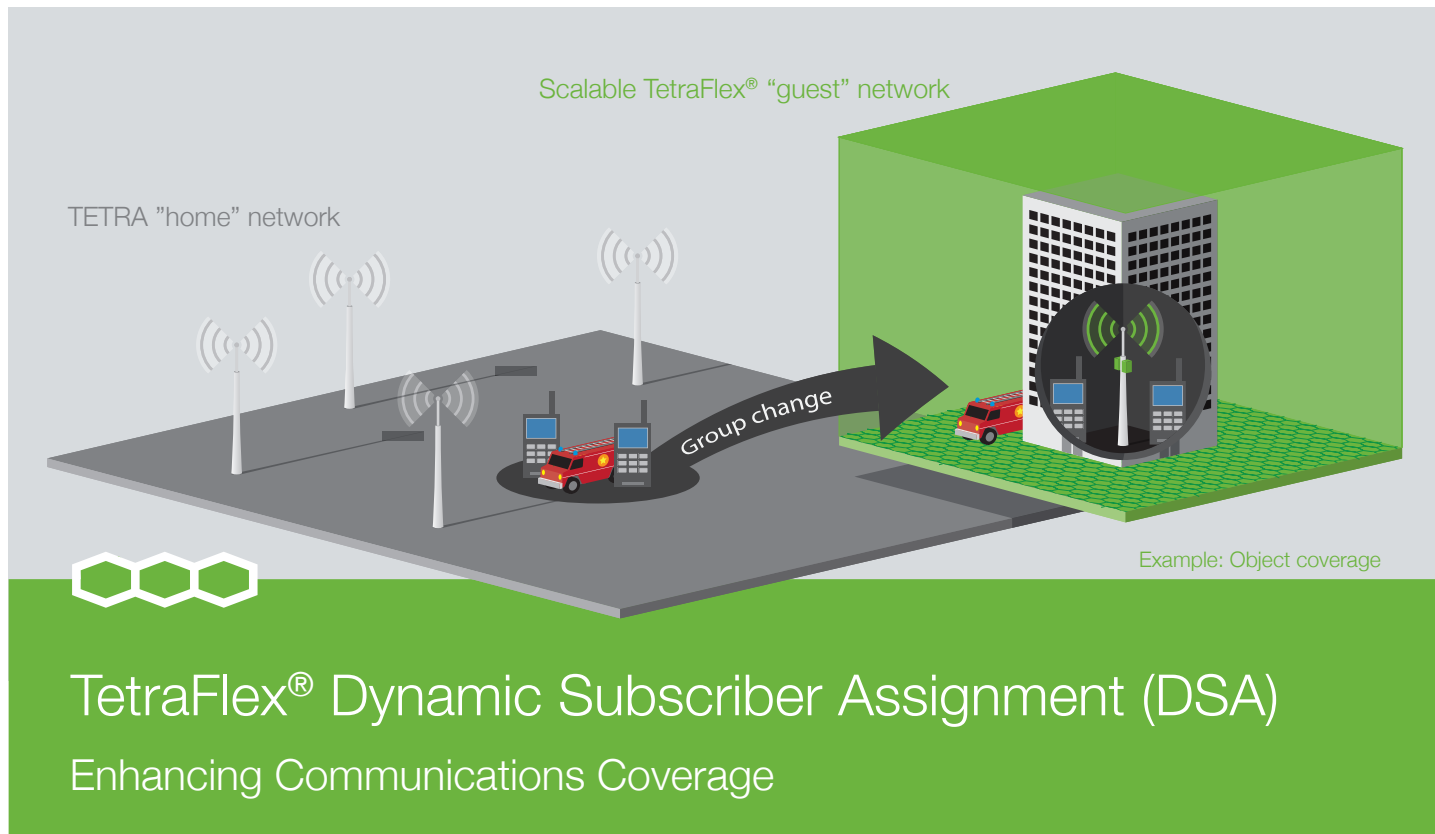 Scalable TetraFlex® “guest” network
TETRA ”home” network
Group change
Example: Object coverage
TetraFlex® Dynamic Subscriber Assignment (DSA)
Enhancing Communications Coverage